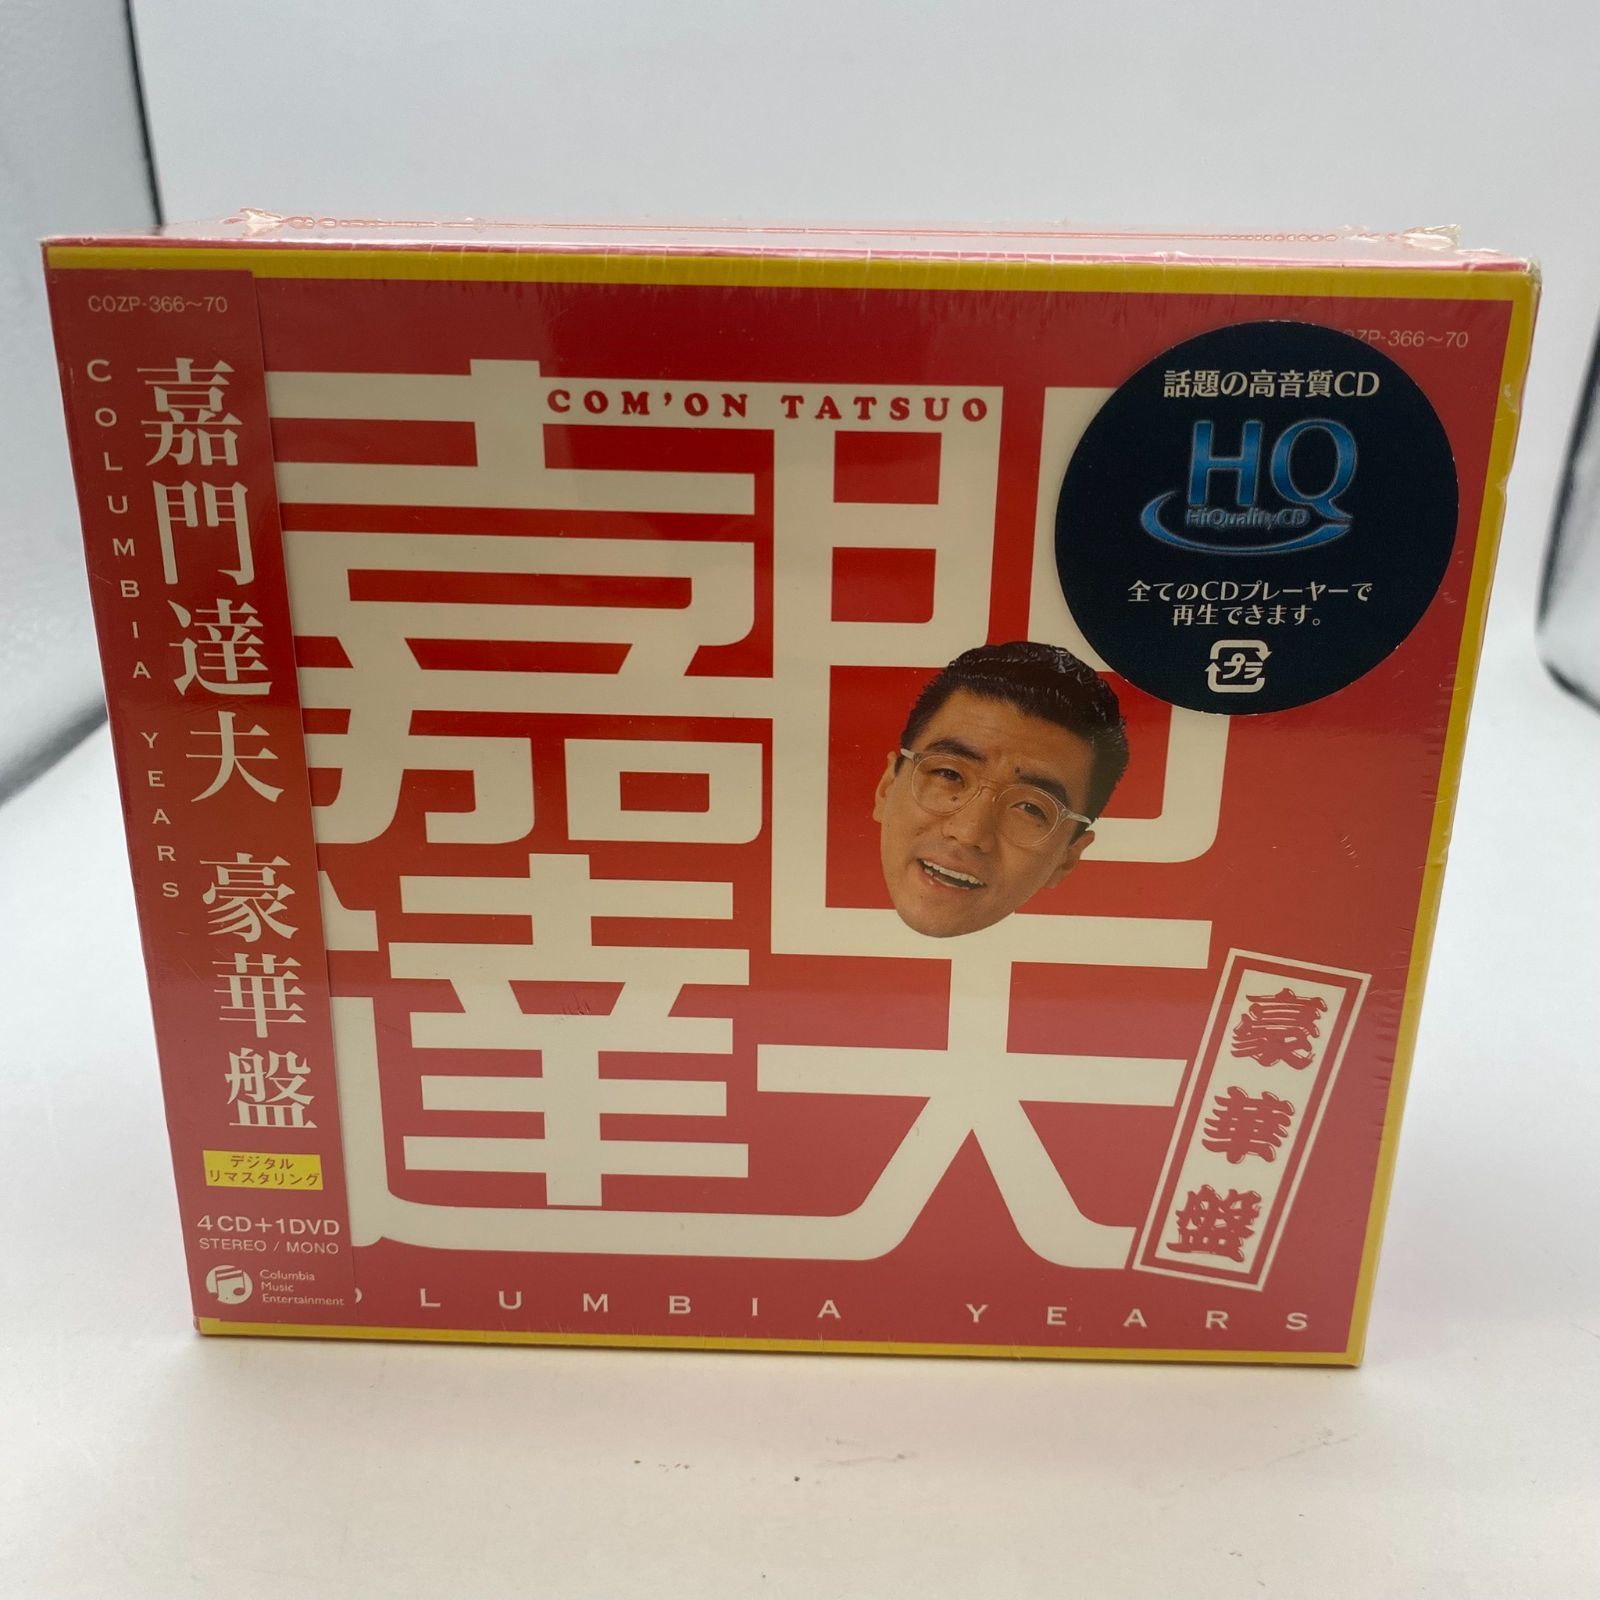 COZP-366～70
COLUMBIA YEARS
嘉門達夫 豪華盤
デジタル
リマスタリング
4CD+1DVD
STEREO / MONO
Columbia
Music
Entertainment
COM'ON TATSUO
嘉門
達夫
豪華盤
OLUMBIA YEARS
ZP-366～70
話題の高音質CD
HQ
HiQualityCD
全てのCDプレーヤーで
再生できます。
プラ